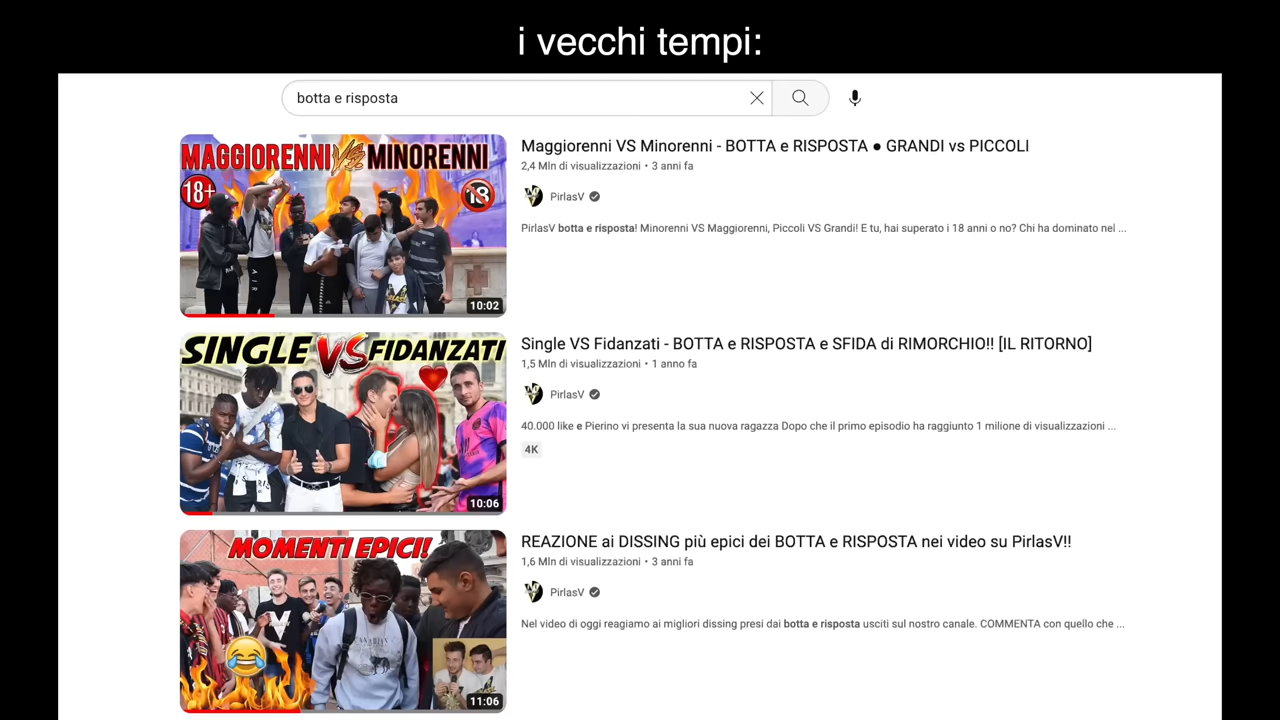 i vecchi tempi:
botta e risposta
MAGGIORENNI VS MINORENNI
18+
18
10:02
Maggiorenni VS Minorenni - BOTTA e RISPOSTA ● GRANDI vs PICCOLI
2,4 Mln di visualizzazioni • 3 anni fa
PirlasV
PirlasV botta e risposta! Minorenni VS Maggiorenni, Piccoli VS Grandi! E tu, hai superato i 18 anni o no? Chi ha dominato nel ...
SINGLE VS FIDANZATI
10:06
Single VS Fidanzati - BOTTA e RISPOSTA e SFIDA di RIMORCHIO!! [IL RITORNO]
1,5 Mln di visualizzazioni • 1 anno fa
PirlasV
40.000 like e Pierino vi presenta la sua nuova ragazza Dopo che il primo episodio ha raggiunto 1 milione di visualizzazioni ...
4K
MOMENTI EPICI!
11:06
REAZIONE ai DISSING più epici dei BOTTA e RISPOSTA nei video su PirlasV!!
1,6 Mln di visualizzazioni • 3 anni fa
PirlasV
Nel video di oggi reagiamo ai migliori dissing presi dai botta e risposta usciti sul nostro canale. COMMENTA con quello che ...